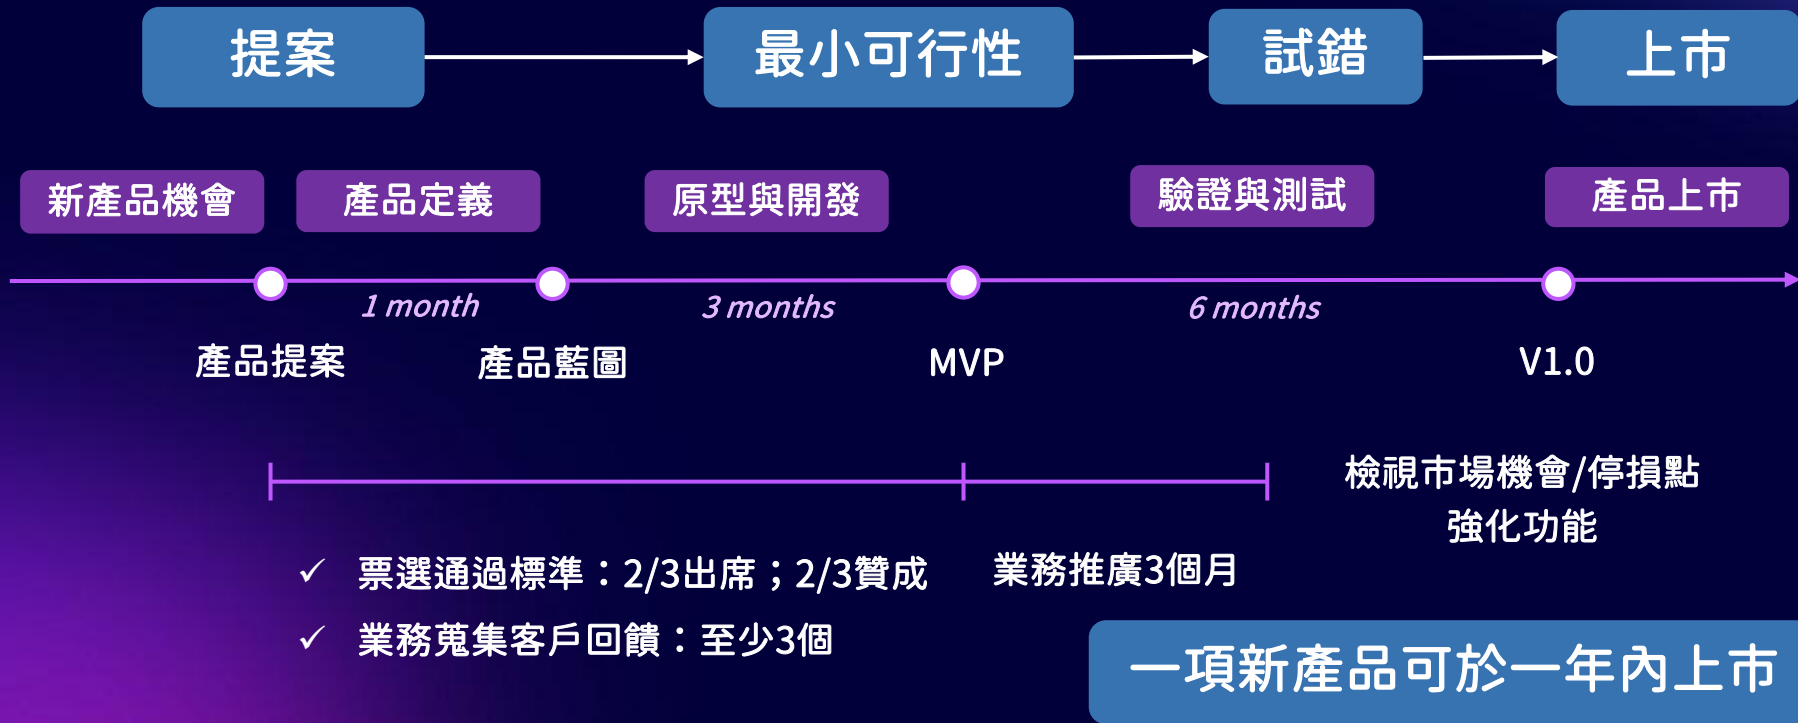 提案
最小可行性
試錯
上市
新產品機會
產品定義
原型與開發
驗證與測試
產品上市
1 month
3 months
6 months
產品提案
產品藍圖
MVP
V1.0
檢視市場機會/停損點
強化功能
✓ 票選通過標準：2/3出席；2/3贊成
業務推廣3個月
✓ 業務蒐集客戶回饋：至少3個
一項新產品可於一年內上市